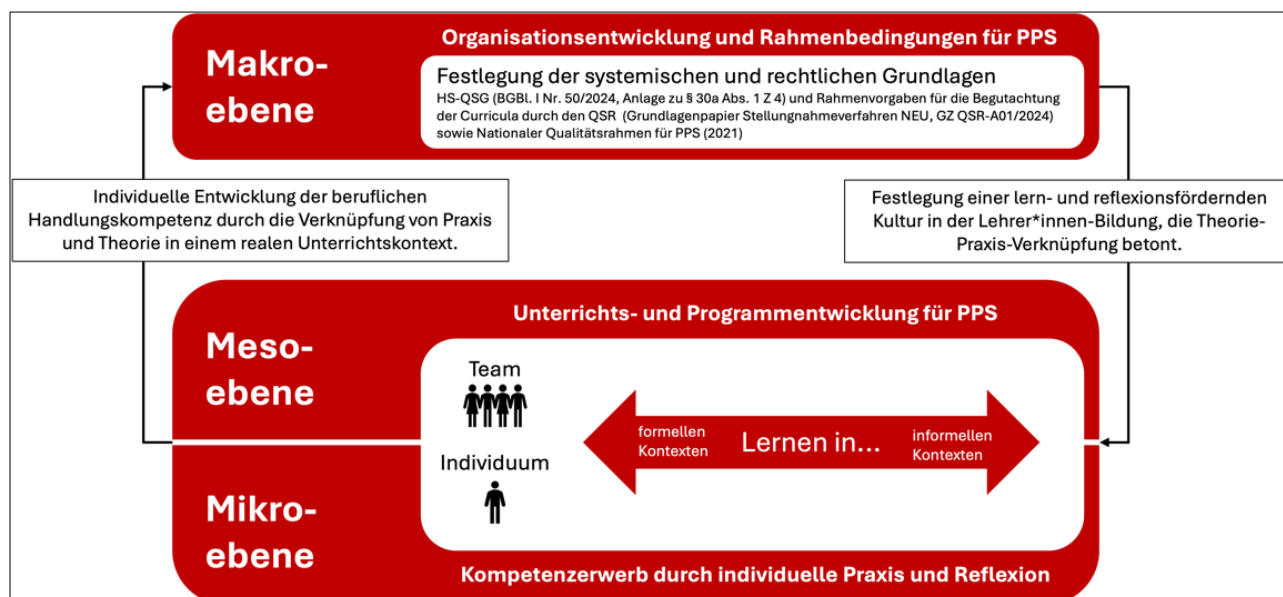 Organisationsentwicklung und Rahmenbedingungen für PPS
Makro-
ebene
Festlegung der systemischen und rechtlichen Grundlagen
HS-QSG (BGBl. I Nr. 50/2024, Anlage zu § 30a Abs. 1 Z 4) und Rahmenvorgaben für die Begutachtung
der Curricula durch den QSR (Grundlagenpapier Stellungnahmeverfahren NEU, GZ QSR-A01/2024)
sowie Nationaler Qualitätsrahmen für PPS (2021)
Individuelle Entwicklung der beruflichen
Handlungskompetenz durch die Verknüpfung von Praxis
und Theorie in einem realen Unterrichtskontext.
Festlegung einer lern- und reflexionsfördernden
Kultur in der Lehrer*innen-Bildung, die Theorie-
Praxis-Verknüpfung betont.
Unterrichts- und Programmentwicklung für PPS
Meso-
ebene
Team
formellen
Kontexten
Lernen in...
informellen
Kontexten
Individuum
Mikro-
ebene
Kompetenzerwerb durch individuelle Praxis und Reflexion